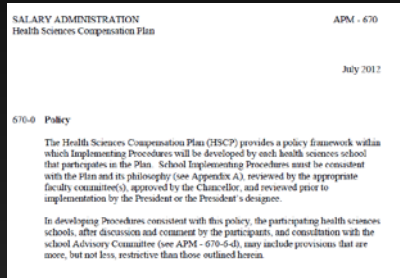 SALARY ADMINISTRATION APM - 670
Health Sciences Compensation Plan
July 2012
670-0 Policy
The Health Sciences Compensation Plan (HSCP) provides a policy framework within
which Implementing Procedures will be developed by each health sciences school
that participates in the Plan. School Implementing Procedures must be consistent
with the Plan and its philosophy (see Appendix A), reviewed by the appropriate
faculty committee(s), approved by the Chancellor, and reviewed prior to
implementation by the President or the President's designee.
In developing Procedures consistent with this policy, the participating health sciences
schools, after discussion and comment by the participants, and consultation with the
school Advisory Committee (see APM - 670-6-d), may include provisions that are
more, but not less, restrictive than those outlined herein.